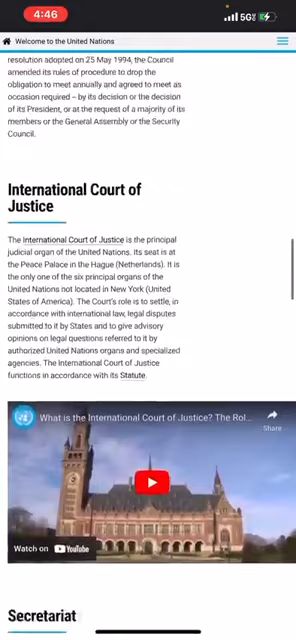 4:46
5G
Welcome to the United Nations
resolution adopted on 25 May 1994, the Council
amended its rules of procedure to drop the
obligation to meet annually and agreed to meet as
occasion required – by its decision or the decision
of its President, or at the request of a majority of its
members or the General Assembly or the Security
Council.
International Court of
Justice
The International Court of Justice is the principal
judicial organ of the United Nations. Its seat is at
the Peace Palace in the Hague (Netherlands). It is
the only one of the six principal organs of the
United Nations not located in New York (United
States of America). The Court's role is to settle, in
accordance with international law, legal disputes
submitted to it by States and to give advisory
opinions on legal questions referred to it by
authorized United Nations organs and specialized
agencies. The International Court of Justice
functions in accordance with its Statute.
What is the International Court of Justice? The Rol...
Share
Watch on YouTube
Secretariat